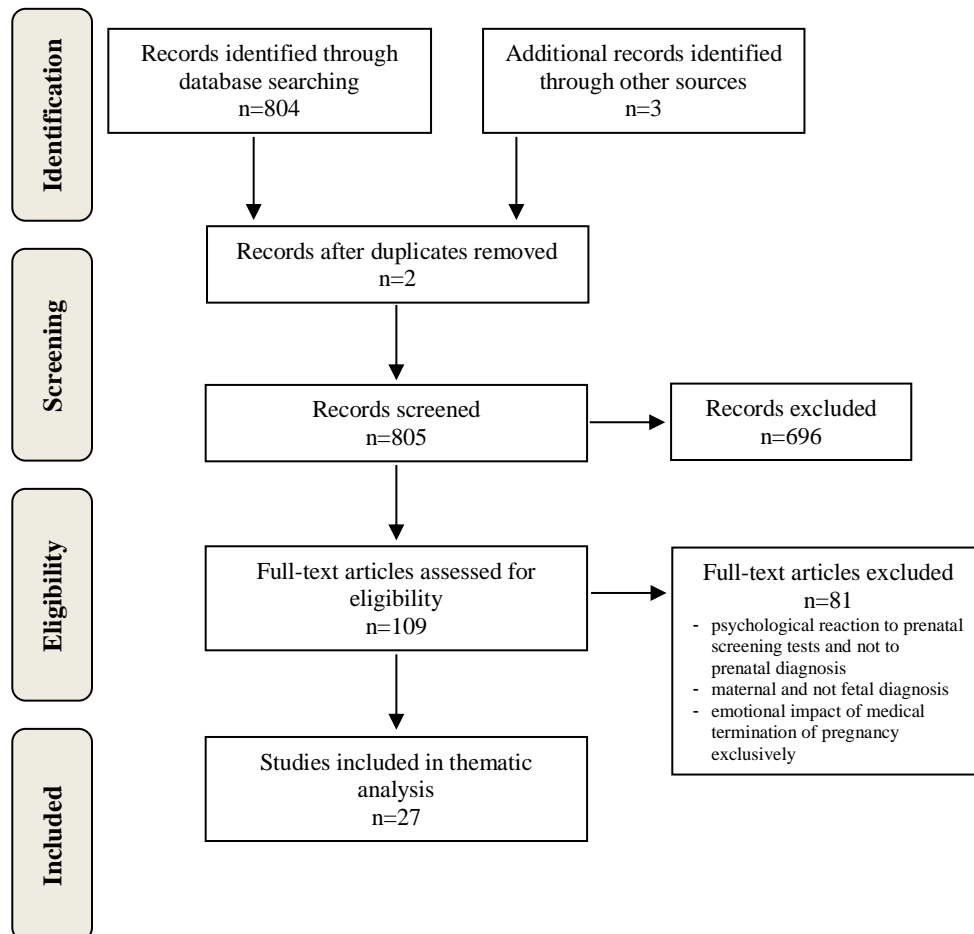 Identification
Records identified through
database searching
n=804
Additional records identified
through other sources
n=3
Screening
Records after duplicates removed
n=2
Records screened
n=805
Records excluded
n=696
Eligibility
Full-text articles assessed for
eligibility
n=109
Full-text articles excluded
n=81
- psychological reaction to prenatal
screening tests and not to
prenatal diagnosis
- maternal and not fetal diagnosis
- emotional impact of medical
termination of pregnancy
exclusively
Included
Studies included in thematic
analysis
n=27